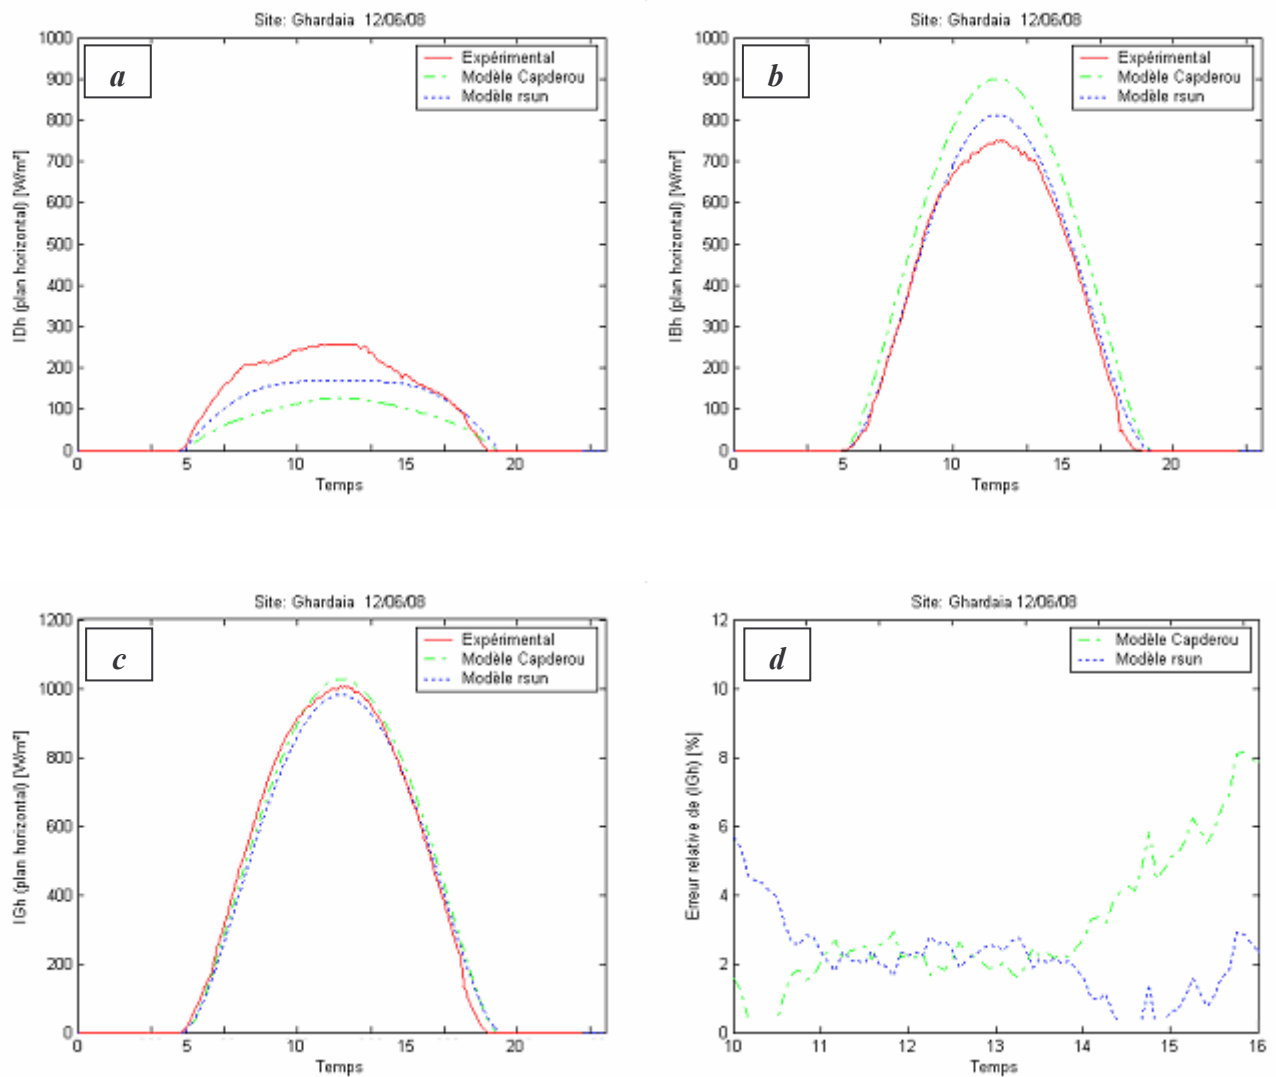 Site: Ghardaia 12/06/08
a
Expérimental
Modèle Capderou
Modèle rsun
IDh (plan horizontal) [W/m²]
1000
900
800
700
600
500
400
300
200
100
0
0 5 10 15 20
Temps
Site: Ghardaia 12/06/08
b
Expérimental
Modèle Capderou
Modèle rsun
IBh (plan horizontal) [W/m²]
1000
900
800
700
600
500
400
300
200
100
0
0 5 10 15 20
Temps
Site: Ghardaia 12/06/08
c
Expérimental
Modèle Capderou
Modèle rsun
IGh (plan horizontal) [W/m²]
1200
1000
800
600
400
200
0
0 5 10 15 20
Temps
Site: Ghardaia 12/06/08
d
Modèle Capderou
Modèle rsun
Erreur relative de (IGh) [%]
12
10
8
6
4
2
0
10 11 12 13 14 15 16
Temps